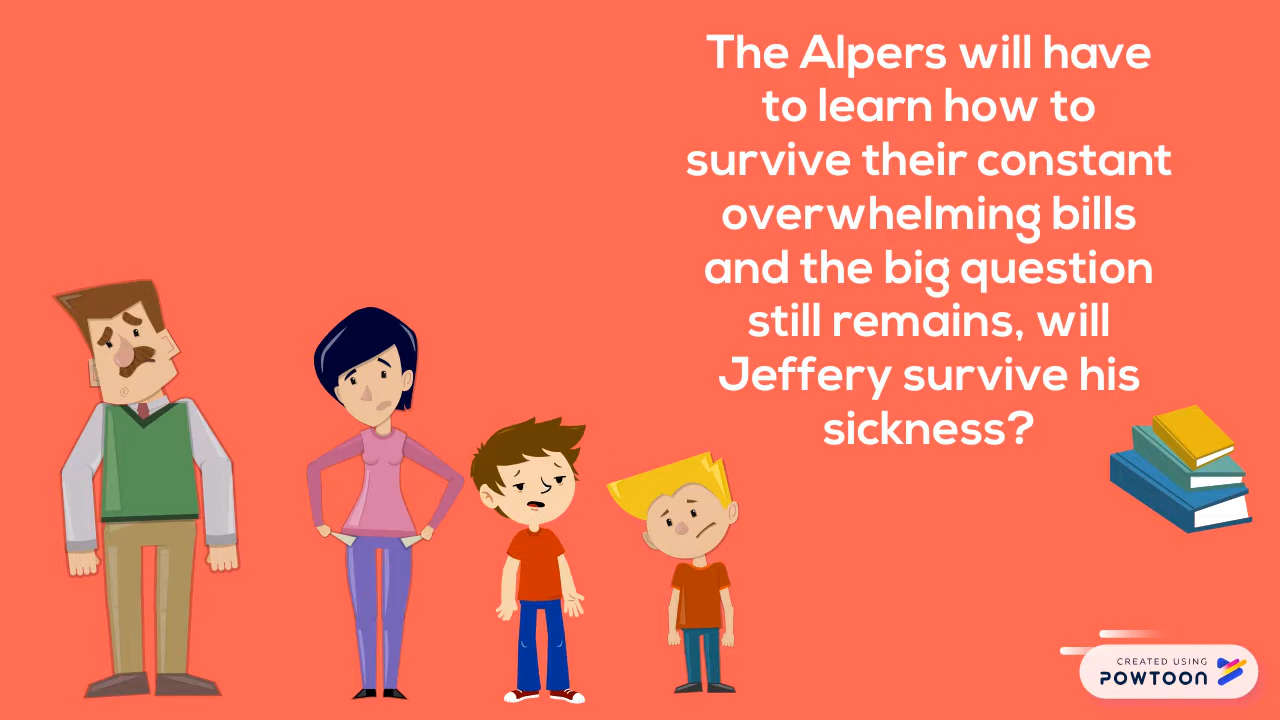 The Alpers will have
to learn how to
survive their constant
overwhelming bills
and the big question
still remains, will
Jeffery survive his
sickness?
CREATED USING
POWTOON